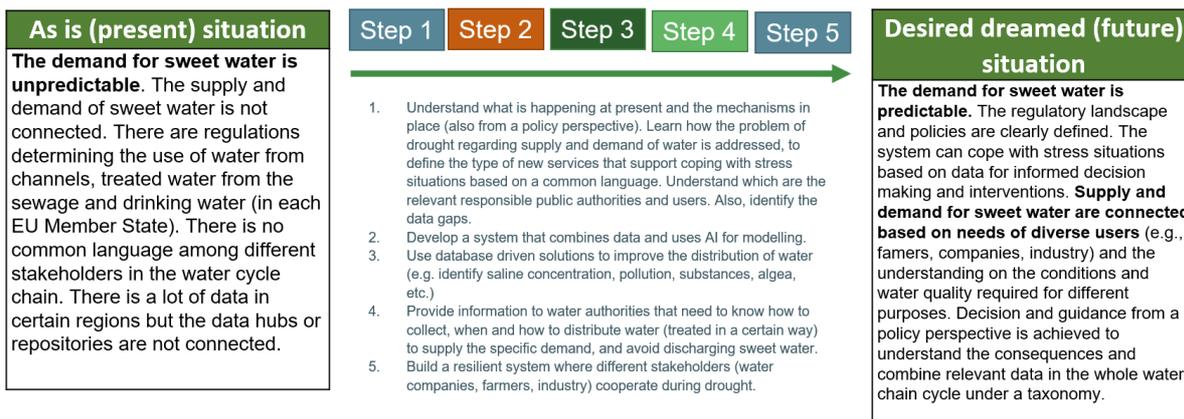 As is (present) situation
The demand for sweet water is
unpredictable. The supply and
demand of sweet water is not
connected. There are regulations
determining the use of water from
channels, treated water from the
sewage and drinking water (in each
EU Member State). There is no
common language among different
stakeholders in the water cycle
chain. There is a lot of data in
certain regions but the data hubs or
repositories are not connected.
Step 1
Step 2
Step 3
Step 4
Step 5
1. Understand what is happening at present and the mechanisms in
place (also from a policy perspective). Learn how the problem of
drought regarding supply and demand of water is addressed, to
define the type of new services that support coping with stress
situations based on a common language. Understand which are the
relevant responsible public authorities and users. Also, identify the
data gaps.
2. Develop a system that combines data and uses AI for modelling.
3. Use database driven solutions to improve the distribution of water
(e.g. identify saline concentration, pollution, substances, algea,
etc.)
4. Provide information to water authorities that need to know how to
collect, when and how to distribute water (treated in a certain way)
to supply the specific demand, and avoid discharging sweet water.
5. Build a resilient system where different stakeholders (water
companies, farmers, industry) cooperate during drought.
Desired dreamed (future)
situation
The demand for sweet water is
predictable. The regulatory landscape
and policies are clearly defined. The
system can cope with stress situations
based on data for informed decision
making and interventions. Supply and
demand for sweet water are connected
based on needs of diverse users (e.g.,
famers, companies, industry) and the
understanding on the conditions and
water quality required for different
purposes. Decision and guidance from a
policy perspective is achieved to
understand the consequences and
combine relevant data in the whole water
chain cycle under a taxonomy.